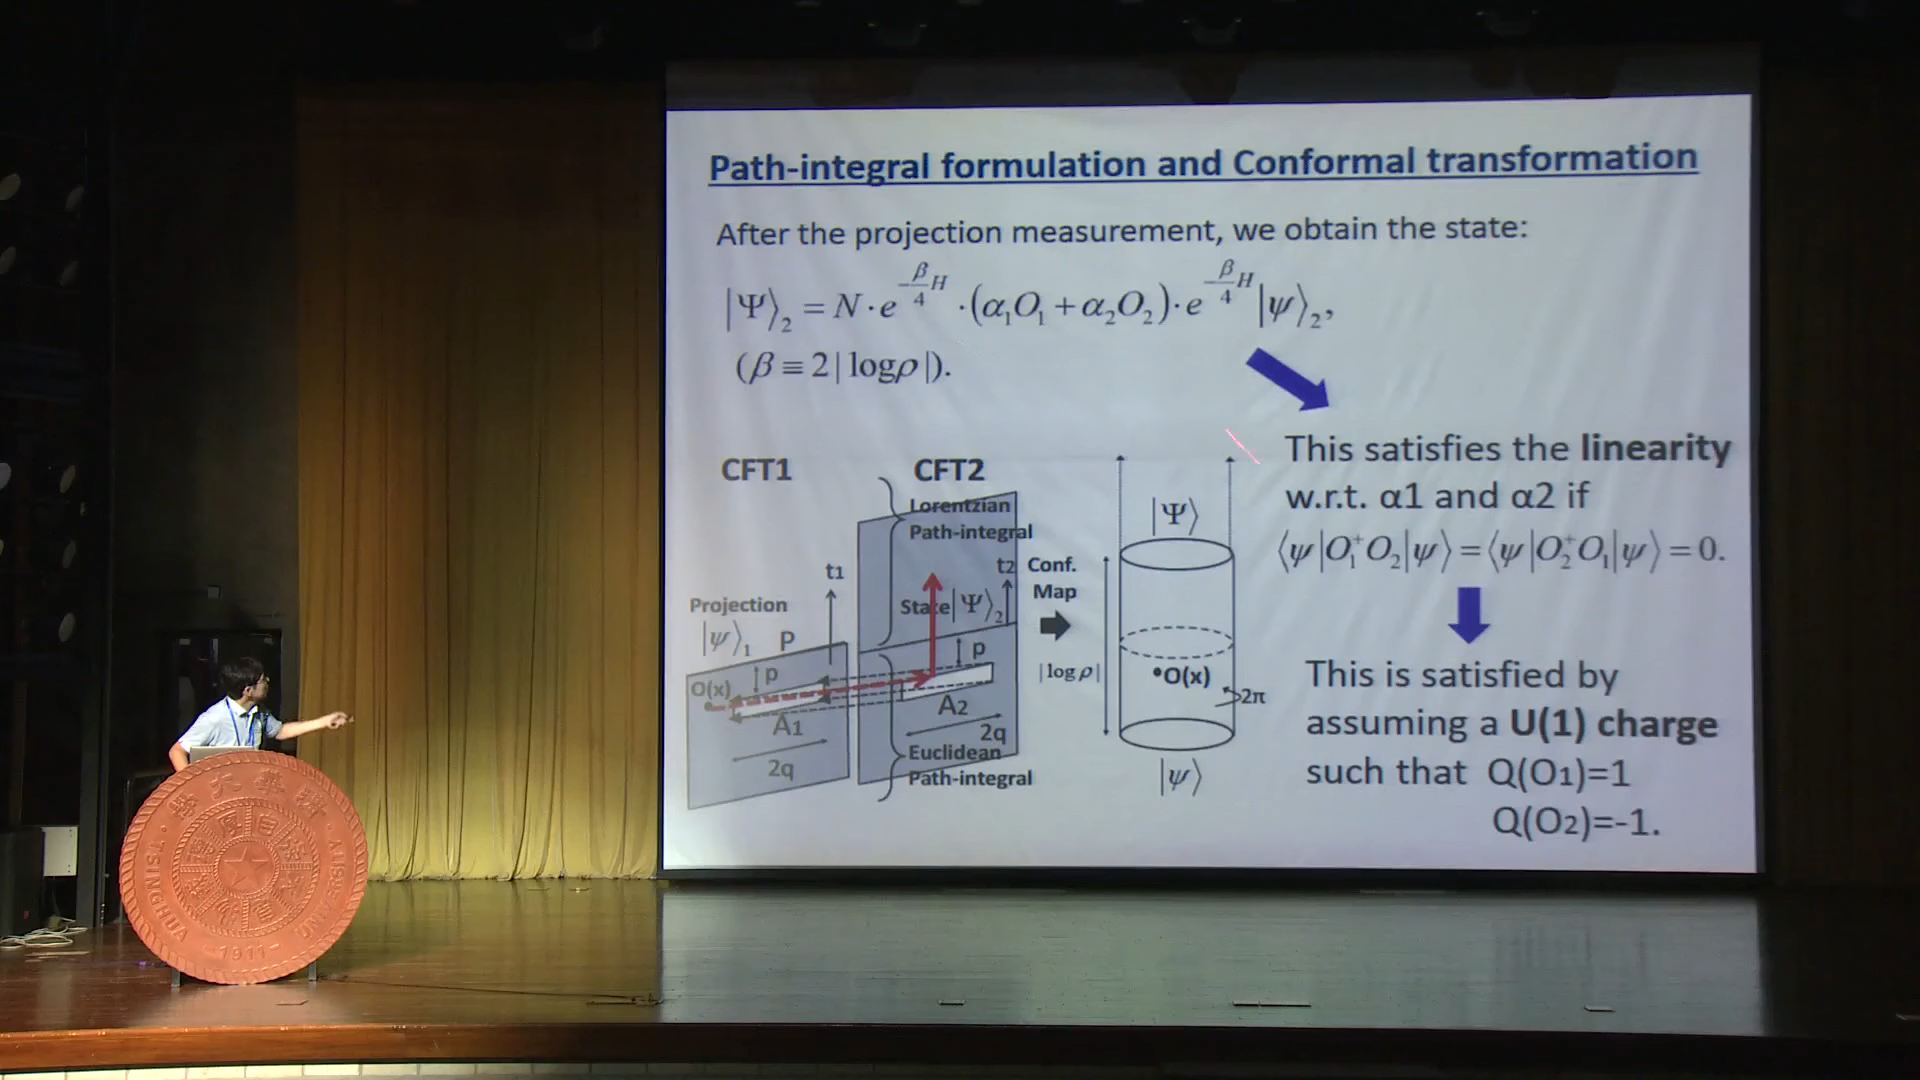 Path-integral formulation and Conformal transformation
After the projection measurement, we obtain the state:
|Ψ⟩₂ = N·e^{-β/4 H}·(α₁O₁+α₂O₂)·e^{-β/4 H}|ψ⟩₂,
(β≡2|logρ|).
This satisfies the linearity
w.r.t. α1 and α2 if
⟨ψ|O₁⁺O₂|ψ⟩=⟨ψ|O₂⁺O₁|ψ⟩=0.
This is satisfied by
assuming a U(1) charge
such that Q(O1)=1
Q(O2)=-1.
CFT1
CFT2
Lorentzian
Path-integral
t1
t2
Conf.
Map
Projection
|ψ⟩₁ P
State|Ψ⟩₂
p
p
O(x)
A1
A2
2q
2q
Euclidean
Path-integral
|Ψ⟩
|logρ|
•O(x)
2π
|ψ⟩
TSINGHUA
UNIVERSITY
-1911-